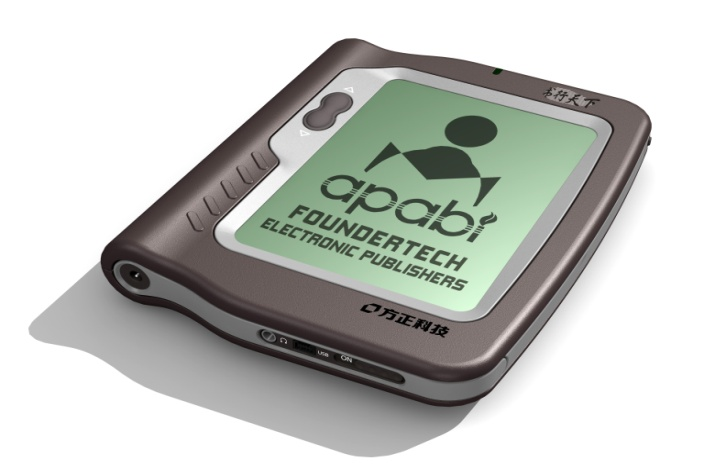 书行天下
apabi
FOUNDERTECH
ELECTRONIC PUBLISHERS
方正科技
USB
ON